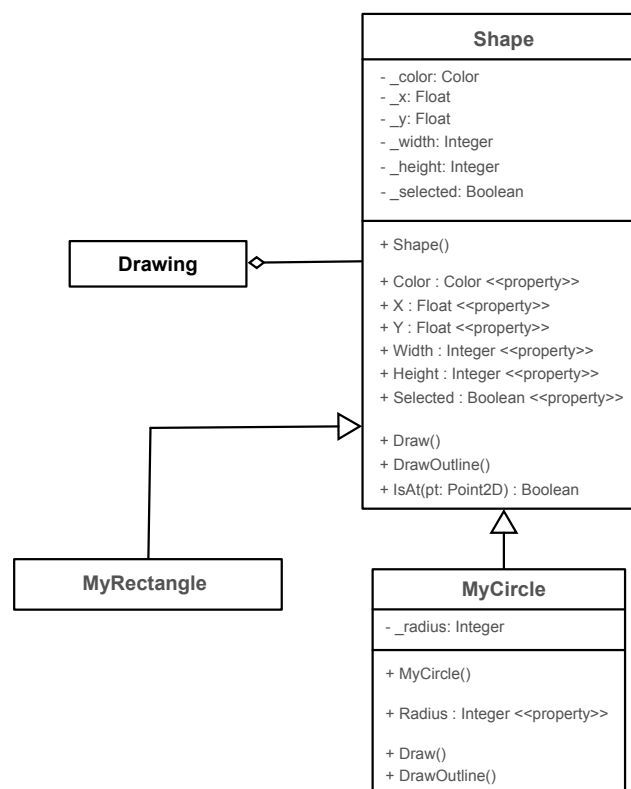 Shape
- _color: Color
- _x: Float
- _y: Float
- _width: Integer
- _height: Integer
- _selected: Boolean
+ Shape()
+ Color : Color <<property>>
+ X : Float <<property>>
+ Y : Float <<property>>
+ Width : Integer <<property>>
+ Height : Integer <<property>>
+ Selected : Boolean <<property>>
+ Draw()
+ DrawOutline()
+ IsAt(pt: Point2D) : Boolean
Drawing
MyRectangle
MyCircle
- _radius: Integer
+ MyCircle()
+ Radius : Integer <<property>>
+ Draw()
+ DrawOutline()